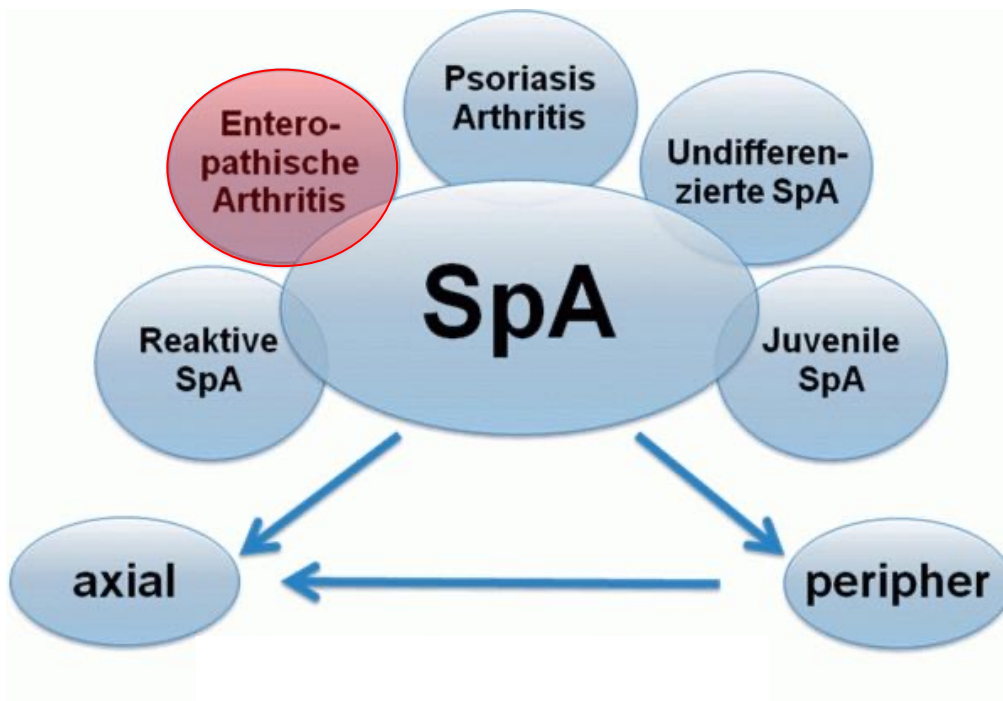 Psoriasis
Arthritis
Entero-
pathische
Arthritis
Undifferen-
zierte SpA
SpA
Reaktive
SpA
Juvenile
SpA
axial
peripher